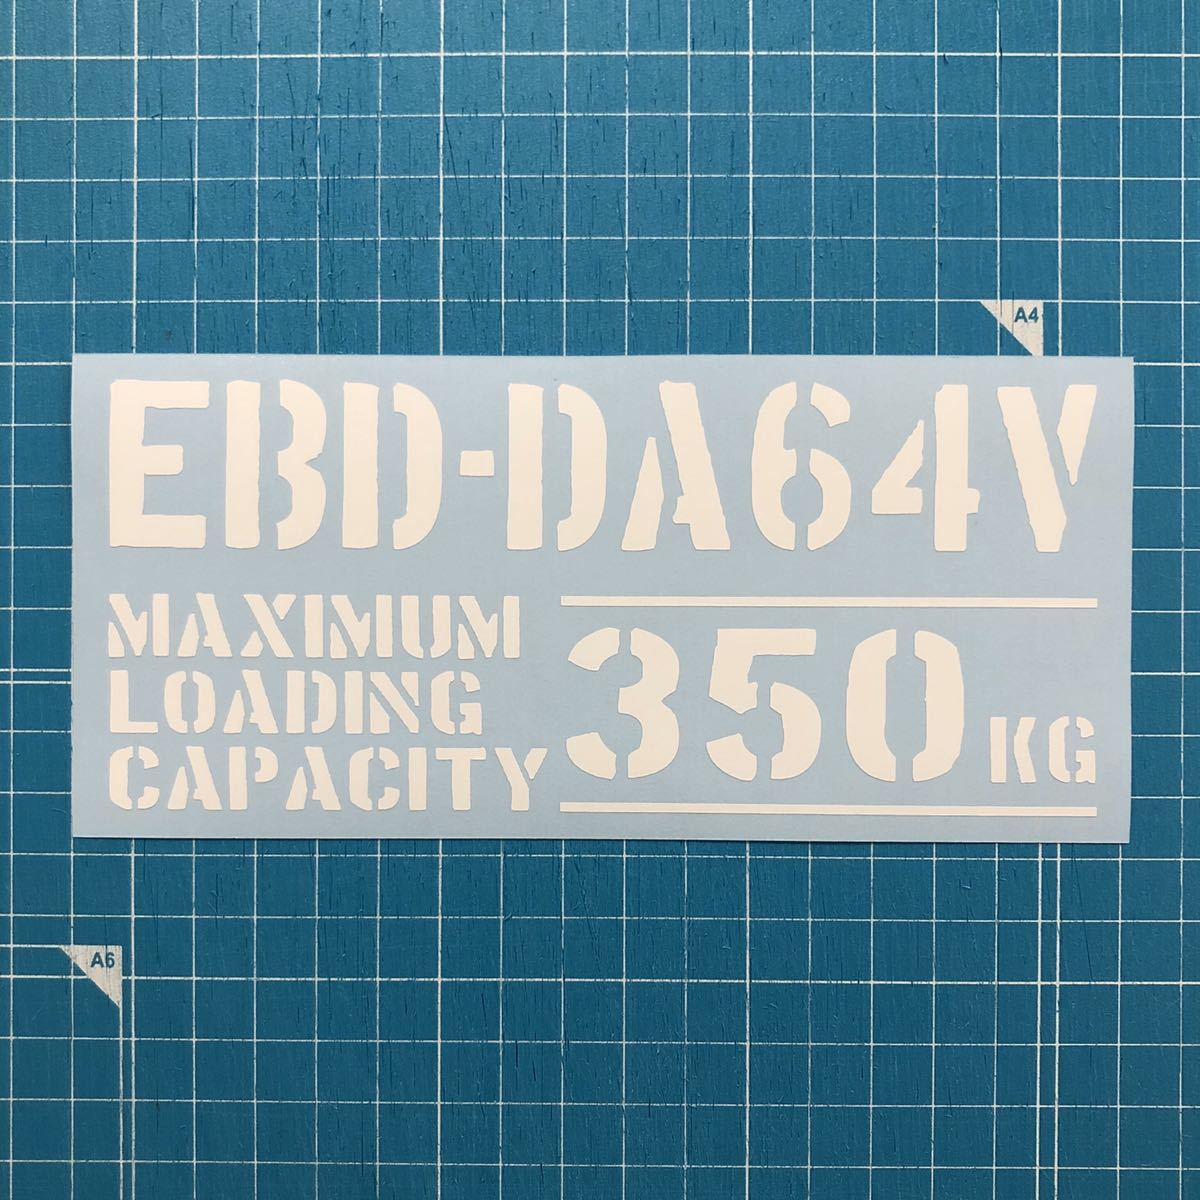 A4
EBD-DA64V
MAXIMUM
LOADING
CAPACITY
350 KG
A6